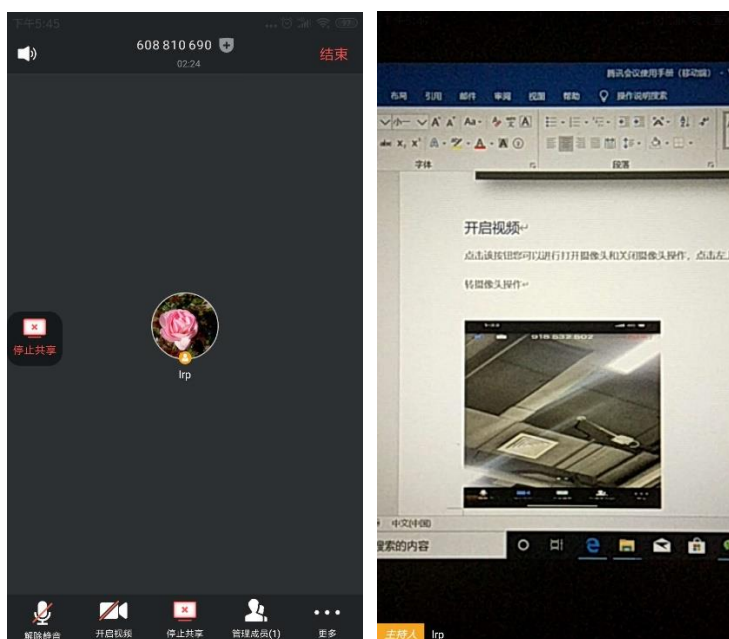 下午5:45
608 810 690
02:24
结束
停止共享
lrp
解除静音
开启视频
停止共享
管理成员(1)
更多
腾讯会议使用手册（移动端）
布局 引用 邮件 审阅 视图 帮助 操作说明搜索
字体
段落
开启视频
点击该按钮您可以进行打开摄像头和关闭摄像头操作，点击左上
转摄像头操作
918.832.802
中文(中国)
搜索的内容
主持人 lrp